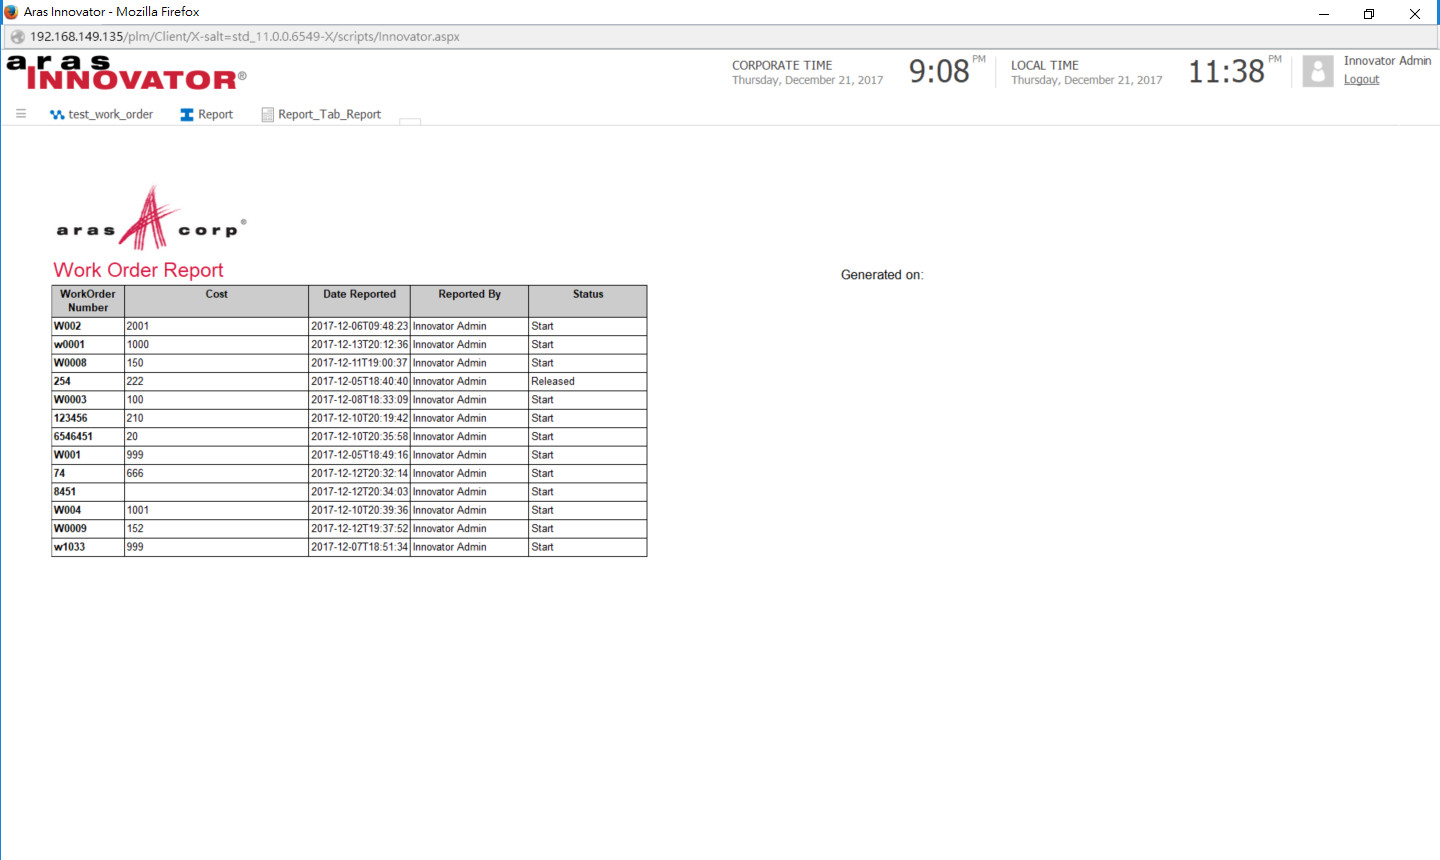 Aras Innovator - Mozilla Firefox
192.168.149.135/plm/Client/X-salt=std_11.0.0.6549-X/scripts/Innovator.aspx
aras
INNOVATOR®
CORPORATE TIME
Thursday, December 21, 2017
9:08 PM
LOCAL TIME
Thursday, December 21, 2017
11:38 PM
Innovator Admin
Logout
test_work_order Report Report_Tab_Report
aras corp®
Work Order Report
Generated on:
WorkOrder Number Cost Date Reported Reported By Status
W002 2001 2017-12-06T09:48:23 Innovator Admin Start
w0001 1000 2017-12-13T20:12:36 Innovator Admin Start
W0008 150 2017-12-11T19:00:37 Innovator Admin Start
254 222 2017-12-05T18:40:40 Innovator Admin Released
W0003 100 2017-12-08T18:33:09 Innovator Admin Start
123456 210 2017-12-10T20:19:42 Innovator Admin Start
6546451 20 2017-12-10T20:35:58 Innovator Admin Start
W001 999 2017-12-05T18:49:16 Innovator Admin Start
74 666 2017-12-12T20:32:14 Innovator Admin Start
8451 2017-12-12T20:34:03 Innovator Admin Start
W004 1001 2017-12-10T20:39:36 Innovator Admin Start
W0009 152 2017-12-12T19:37:52 Innovator Admin Start
w1033 999 2017-12-07T18:51:34 Innovator Admin Start